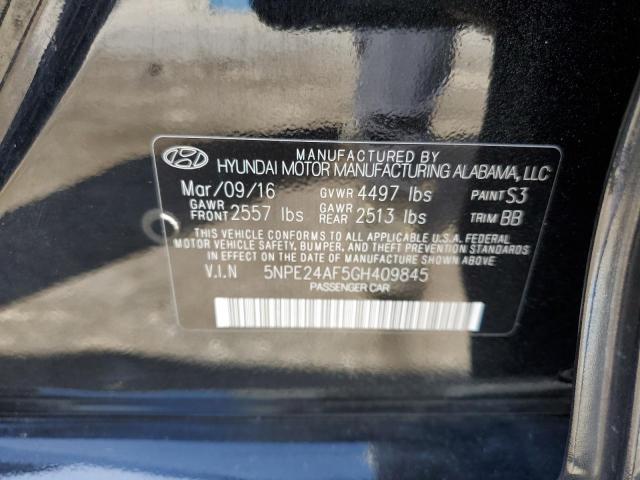 MANUFACTURED BY
HYUNDAI MOTOR MANUFACTURING ALABAMA, LLC
Mar/09/16 GVWR 4497 lbs PAINT S3
GAWR FRONT 2557 lbs GAWR REAR 2513 lbs TRIM BB
THIS VEHICLE CONFORMS TO ALL APPLICABLE U.S.A. FEDERAL
MOTOR VEHICLE SAFETY, BUMPER, AND THEFT PREVENTION STANDARDS
IN EFFECT ON THE DATE OF MANUFACTURE SHOWN ABOVE.
V.I.N 5NPE24AF5GH409845
PASSENGER CAR